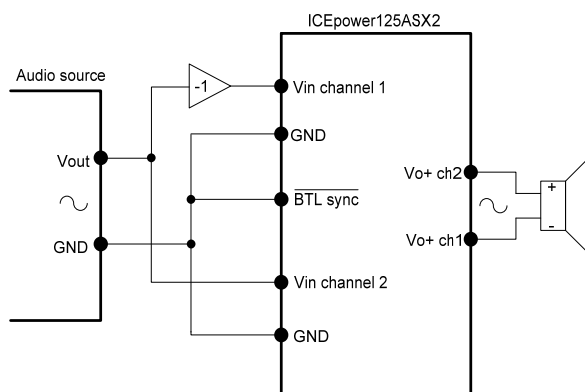 ICEpower125ASX2
Audio source
-1
Vin channel 1
GND
Vout
Vo+ ch2
+
BTL sync
GND
Vo+ ch1
-
Vin channel 2
GND